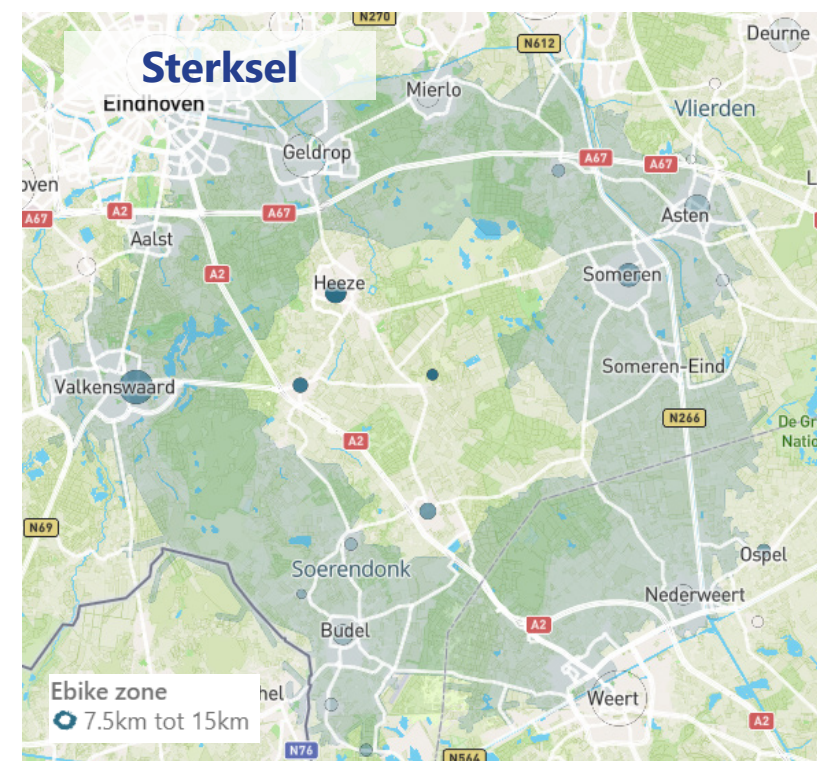 N270
Deurne
N612
Sterksel
Mierlo
Eindhoven
Vlierden
Geldrop
A67
A67
oven
L
A67
A2
A67
Asten
Aalst
A2
Someren
Heeze
Someren-Eind
Valkenswaard
N266
De Gr
Natio
A2
N69
Ospel
Soerendonk
Nederweert
A2
Budel
Ebike zone
hel
7.5km tot 15km
Weert
A2
N76
N564